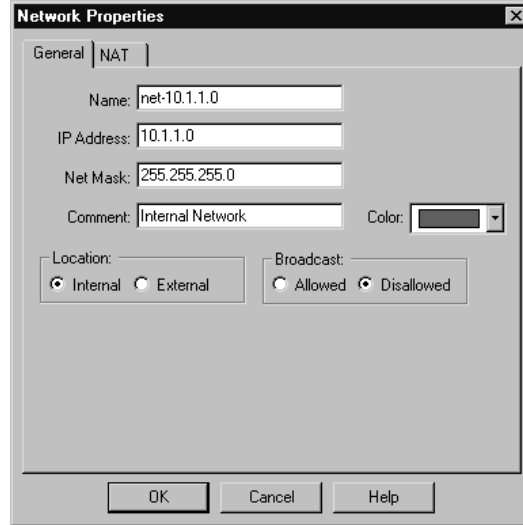 Network Properties
General NAT
Name: net-10.1.1.0
IP Address: 10.1.1.0
Net Mask: 255.255.255.0
Comment: Internal Network Color:
Location: Broadcast:
Internal External Allowed Disallowed
OK Cancel Help